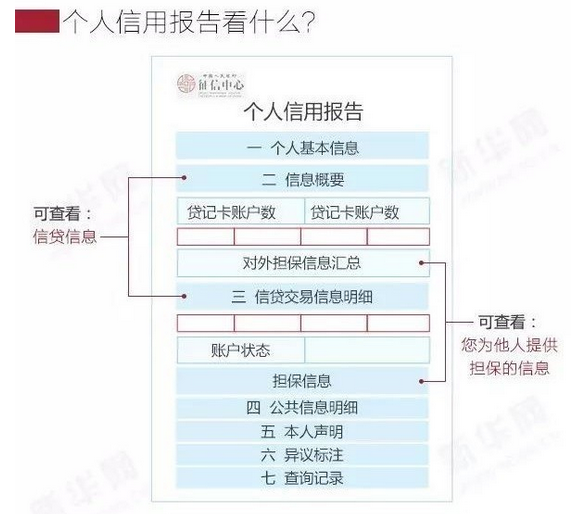 个人信用报告看什么?
中国人民银行
征信中心
个人信用报告
一 个人基本信息
二 信息概要
可查看：
信贷信息
贷记卡账户数 贷记卡账户数
对外担保信息汇总
三 信贷交易信息明细
可查看：
您为他人提供
担保的信息
账户状态
担保信息
四 公共信息明细
五 本人声明
六 异议标注
七 查询记录
新华网
新华网
新华网